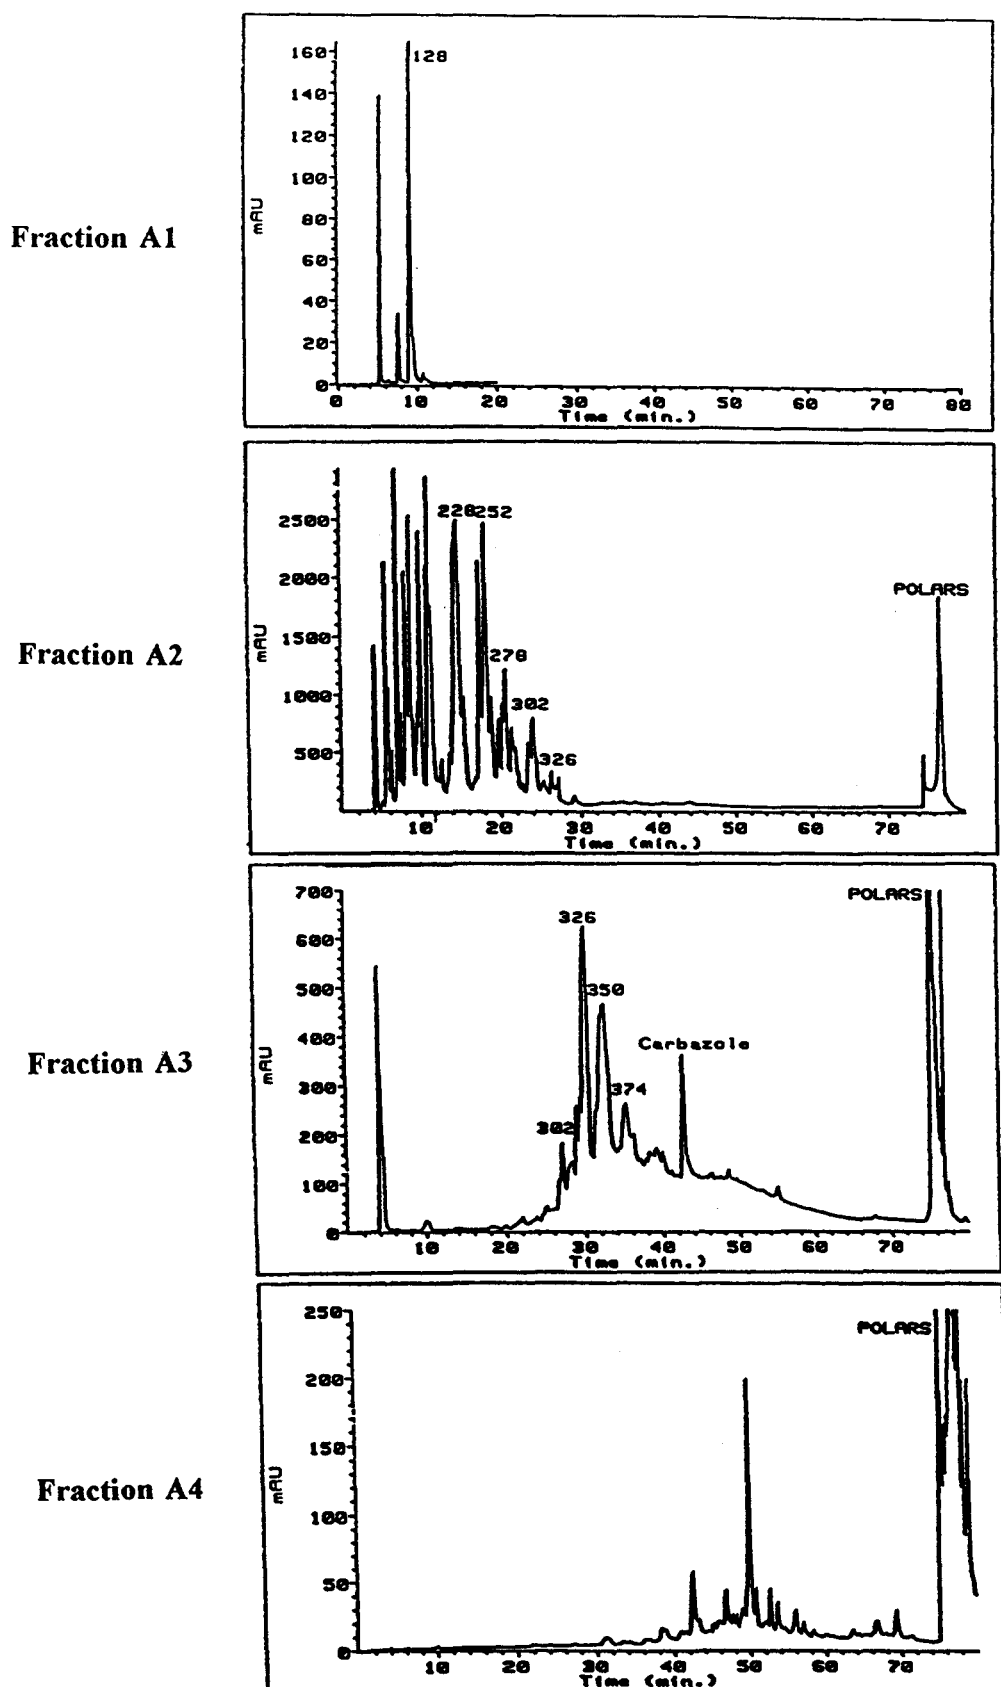 Fraction A1
mAU
160
140
120
100
80
60
40
20
0
128
0 10 20 30 40 50 60 70 80
Time (min.)
Fraction A2
mAU
2500
2000
1500
1000
500
228 252
278
302
326
POLARS
10 20 30 40 50 60 70
Time (min.)
Fraction A3
mAU
700
600
500
400
300
200
100
0
302
326
350
374
Carbazole
POLARS
10 20 30 40 50 60 70
Time (min.)
Fraction A4
mAU
250
200
150
100
50
0
POLARS
10 20 30 40 50 60 70
Time (min.)